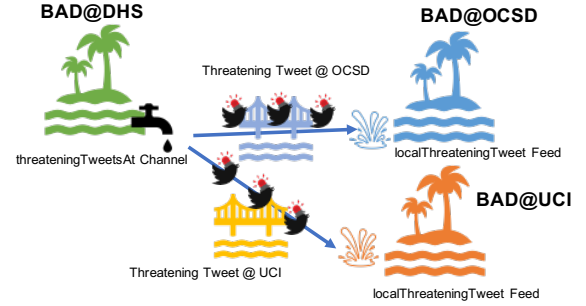 BAD@DHS
BAD@OCSD
Threatening Tweet @ OCSD
threateningTweetsAt Channel
localThreateningTweet Feed
BAD@UCI
Threatening Tweet @ UCI
localThreateningTweet Feed